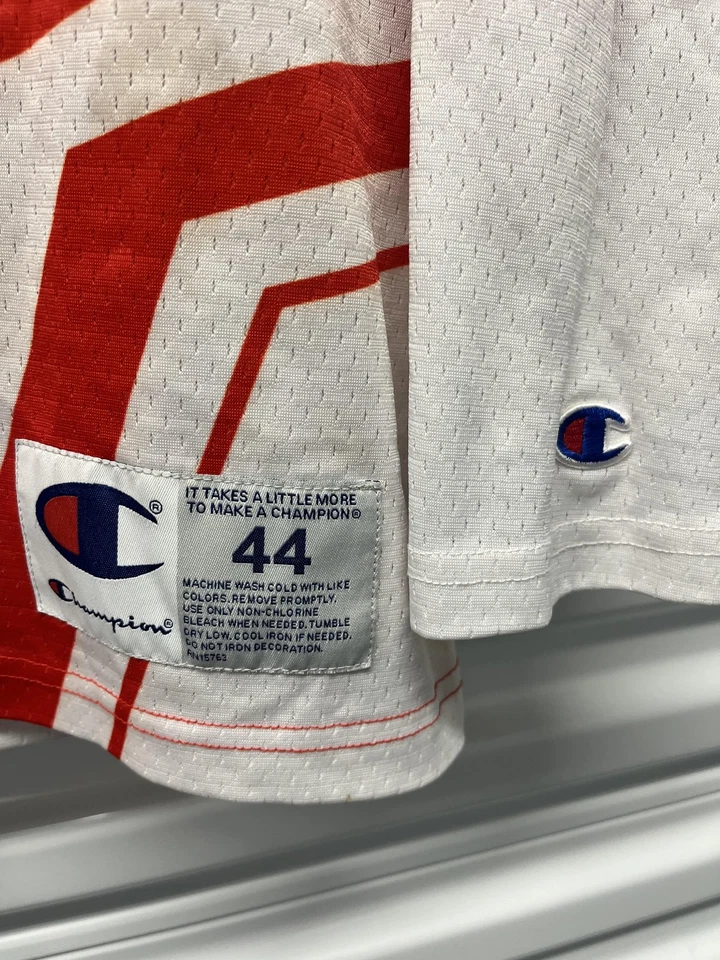 ®
Champion®
IT TAKES A LITTLE MORE
TO MAKE A CHAMPION®
44
MACHINE WASH COLD WITH LIKE
COLORS. REMOVE PROMPTLY.
USE ONLY NON-CHLORINE
BLEACH WHEN NEEDED. TUMBLE
DRY LOW. COOL IRON IF NEEDED.
DO NOT IRON DECORATION.
RN15763